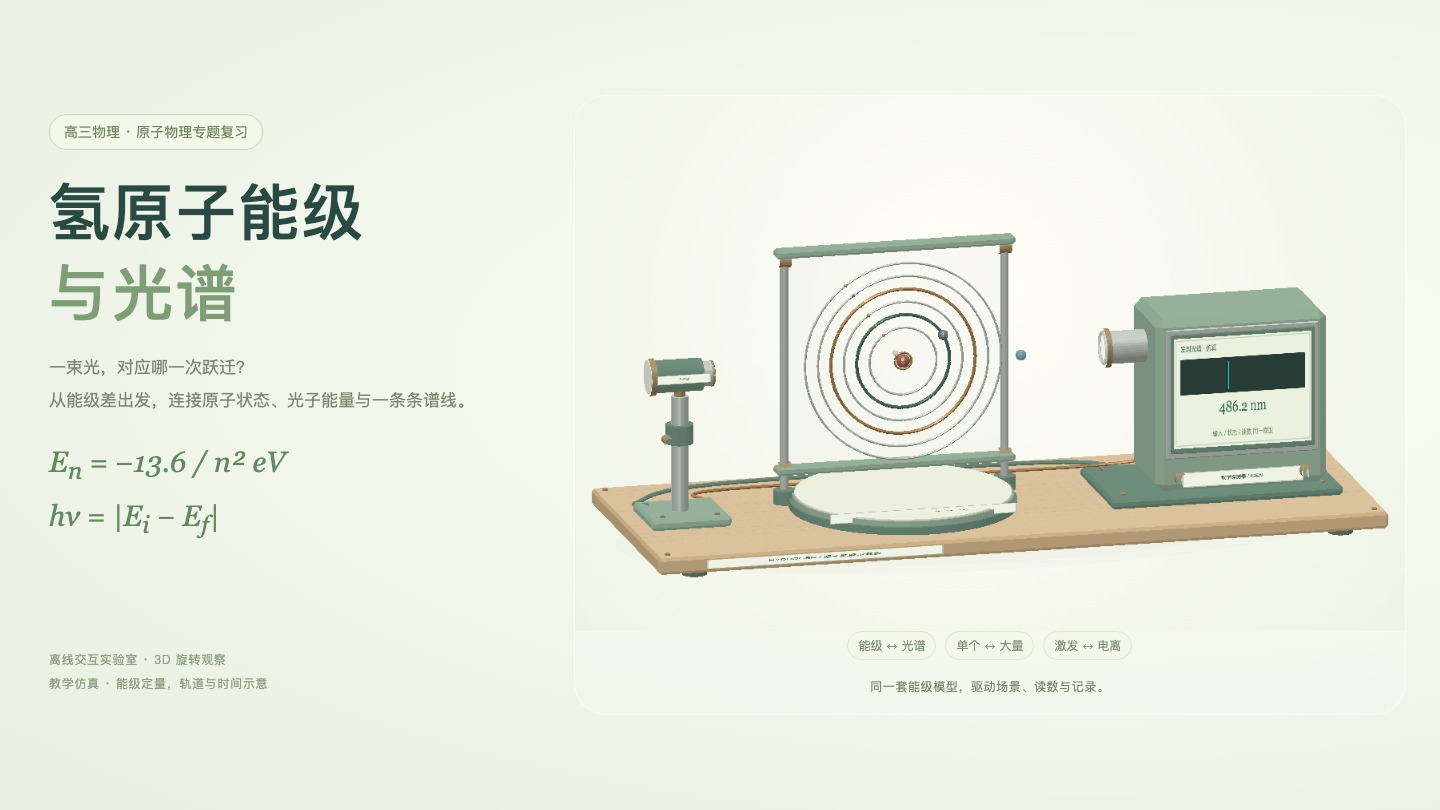 高三物理 · 原子物理专题复习
氢原子能级
与光谱
一束光，对应哪一次跃迁？
从能级差出发，连接原子状态、光子能量与一条条谱线。
Eₙ = −13.6 / n² eV
hν = |Eᵢ − E_f|
离线交互实验室 · 3D 旋转观察
教学仿真 · 能级定量，轨道与时间示意
发射光谱 · 仿真
486.2 nm
能级 ↔ 光谱
单个 ↔ 大量
激发 ↔ 电离
同一套能级模型，驱动场景、读数与记录。